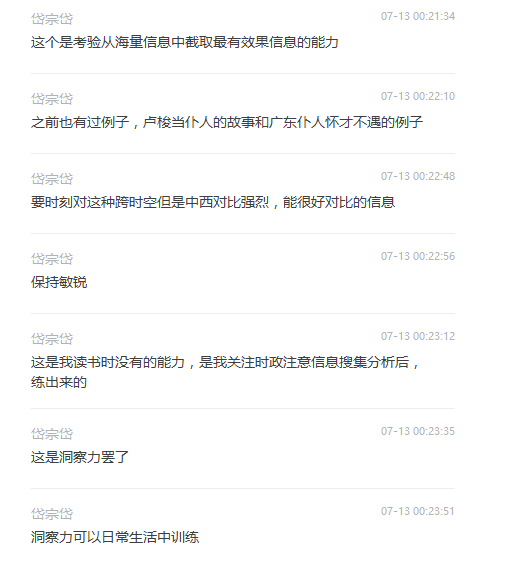 岱宗岱
07-13 00:21:34
这个是考验从海量信息中截取最有效果信息的能力
岱宗岱
07-13 00:22:10
之前也有过例子，卢梭当仆人的故事和广东仆人怀才不遇的例子
岱宗岱
07-13 00:22:48
要时刻对这种跨时空但是中西对比强烈，能很好对比的信息
岱宗岱
07-13 00:22:56
保持敏锐
岱宗岱
07-13 00:23:12
这是我读书时没有的能力，是我关注时政注意信息搜集分析后，
练出来的
岱宗岱
07-13 00:23:35
这是洞察力罢了
岱宗岱
07-13 00:23:51
洞察力可以日常生活中训练